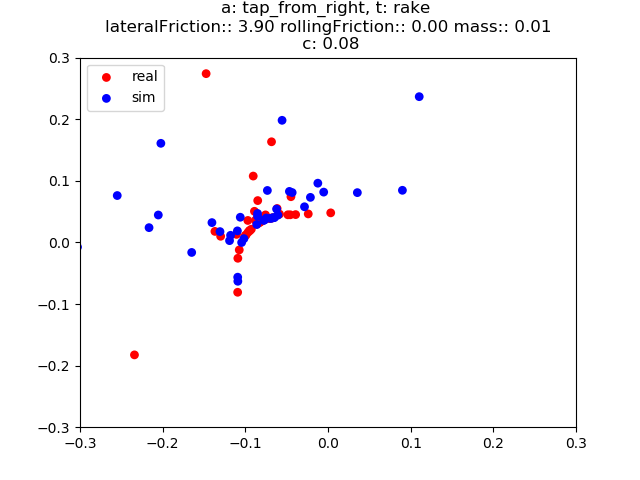 a: tap_from_right, t: rake
lateralFriction:: 3.90 rollingFriction:: 0.00 mass:: 0.01
c: 0.08
real
sim
0.3
0.2
0.1
0.0
−0.1
−0.2
−0.3
−0.3 −0.2 −0.1 0.0 0.1 0.2 0.3